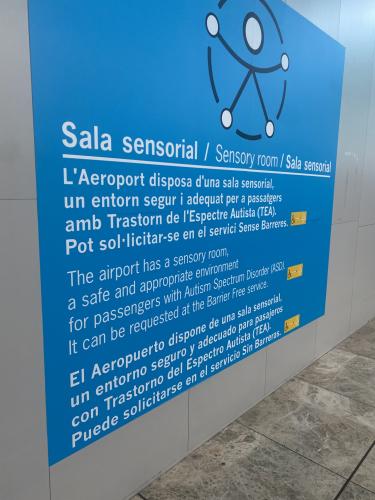 Sala sensorial / Sensory room / Sala sensorial
L'Aeroport disposa d'una sala sensorial,
un entorn segur i adequat per a passatgers
amb Trastorn de l'Espectre Autista (TEA).
Pot sol·licitar-se en el servici Sense Barreres.
The airport has a sensory room,
a safe and appropriate environment
for passengers with Autism Spectrum Disorder (ASD).
It can be requested at the Barrier Free service.
El Aeropuerto dispone de una sala sensorial,
un entorno seguro y adecuado para pasajeros
con Trastorno del Espectro Autista (TEA).
Puede solicitarse en el servicio Sin Barreras.